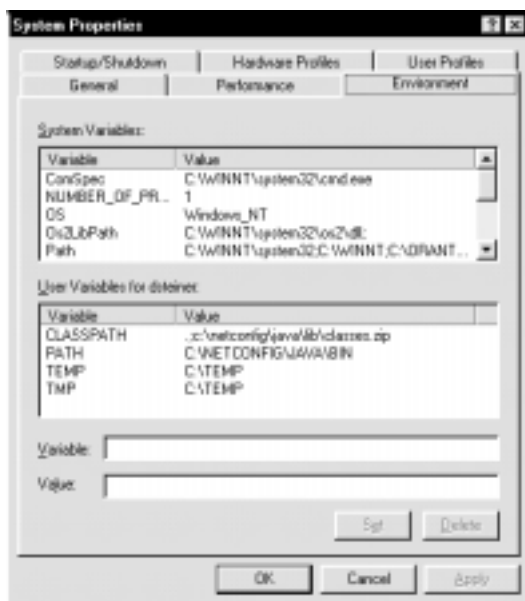 System Properties
Startup/Shutdown Hardware Profiles User Profiles
General Performance Environment
System Variables:
Variable Value
ComSpec C:\WINNT\system32\cmd.exe
NUMBER_OF_PR... 1
OS Windows_NT
Os2LibPath C:\WINNT\system32\os2\dll;
Path C:\WINNT\system32;C:\WINNT;C:\ORANT...
User Variables for dsteiner:
Variable Value
CLASSPATH .;c:\netconfig\java\lib\classes.zip
PATH C:\NETCONFIG\JAVA\BIN
TEMP C:\TEMP
TMP C:\TEMP
Variable:
Value:
Set Delete
OK Cancel Apply